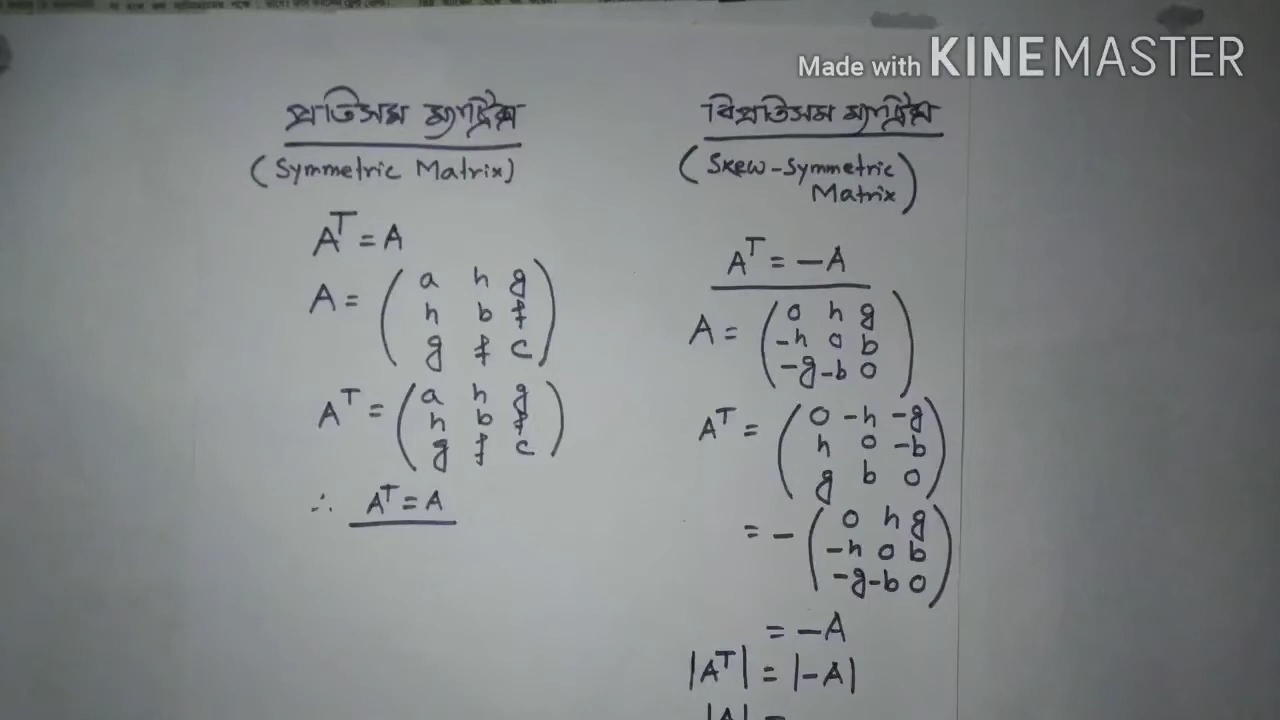 Made with KINEMASTER
প্রতিসম ম্যাট্রিক্স
(Symmetric Matrix)
A^T = A
A = ( a h g
h b f
g f c )
A^T = ( a h g
h b f
g f c )
∴ A^T = A
বিপ্রতিসম ম্যাট্রিক্স
(Skew-Symmetric
Matrix)
A^T = -A
A = ( 0 h g
-h 0 b
-g -b 0 )
A^T = ( 0 -h -g
h 0 -b
g b 0 )
= - ( 0 h g
-h 0 b
-g -b 0 )
= -A
|A^T| = |-A|
|A| =